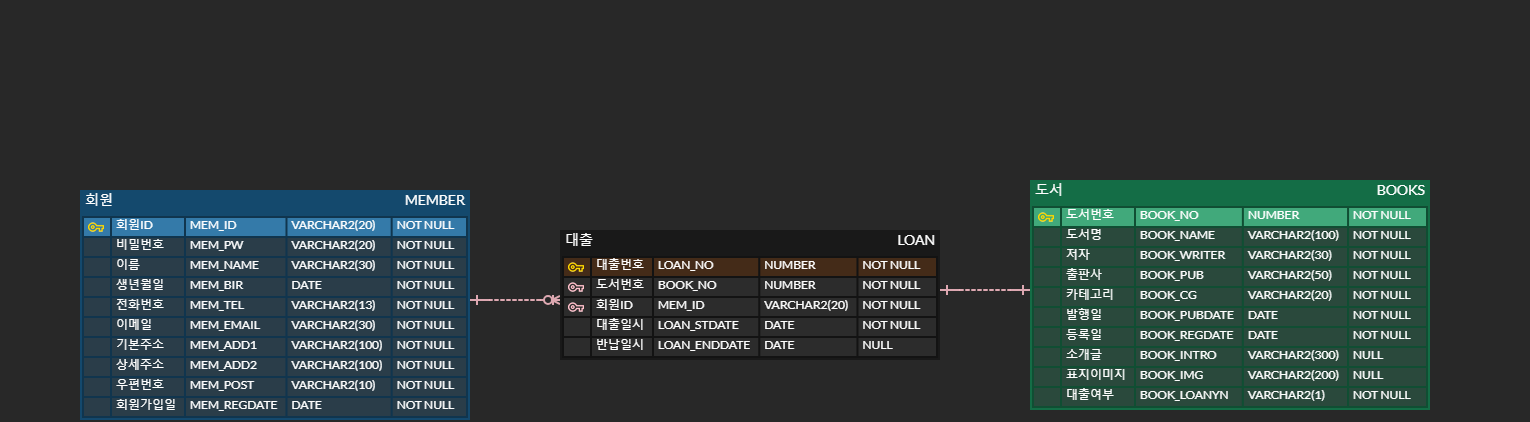 회원 MEMBER
회원ID MEM_ID VARCHAR2(20) NOT NULL
비밀번호 MEM_PW VARCHAR2(20) NOT NULL
이름 MEM_NAME VARCHAR2(30) NOT NULL
생년월일 MEM_BIR DATE NOT NULL
전화번호 MEM_TEL VARCHAR2(13) NOT NULL
이메일 MEM_EMAIL VARCHAR2(30) NOT NULL
기본주소 MEM_ADD1 VARCHAR2(100) NOT NULL
상세주소 MEM_ADD2 VARCHAR2(100) NOT NULL
우편번호 MEM_POST VARCHAR2(10) NOT NULL
회원가입일 MEM_REGDATE DATE NOT NULL
대출 LOAN
대출번호 LOAN_NO NUMBER NOT NULL
도서번호 BOOK_NO NUMBER NOT NULL
회원ID MEM_ID VARCHAR2(20) NOT NULL
대출일시 LOAN_STDATE DATE NOT NULL
반납일시 LOAN_ENDDATE DATE NULL
도서 BOOKS
도서번호 BOOK_NO NUMBER NOT NULL
도서명 BOOK_NAME VARCHAR2(100) NOT NULL
저자 BOOK_WRITER VARCHAR2(30) NOT NULL
출판사 BOOK_PUB VARCHAR2(50) NOT NULL
카테고리 BOOK_CG VARCHAR2(20) NOT NULL
발행일 BOOK_PUBDATE DATE NOT NULL
등록일 BOOK_REGDATE DATE NOT NULL
소개글 BOOK_INTRO VARCHAR2(300) NULL
표지이미지 BOOK_IMG VARCHAR2(200) NULL
대출여부 BOOK_LOANYN VARCHAR2(1) NOT NULL